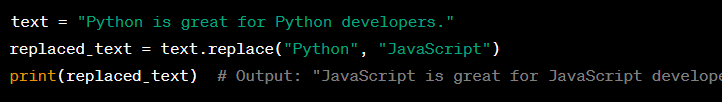 text = "Python is great for Python developers."
replaced_text = text.replace("Python", "JavaScript")
print(replaced_text)  # Output: "JavaScript is great for JavaScript develope